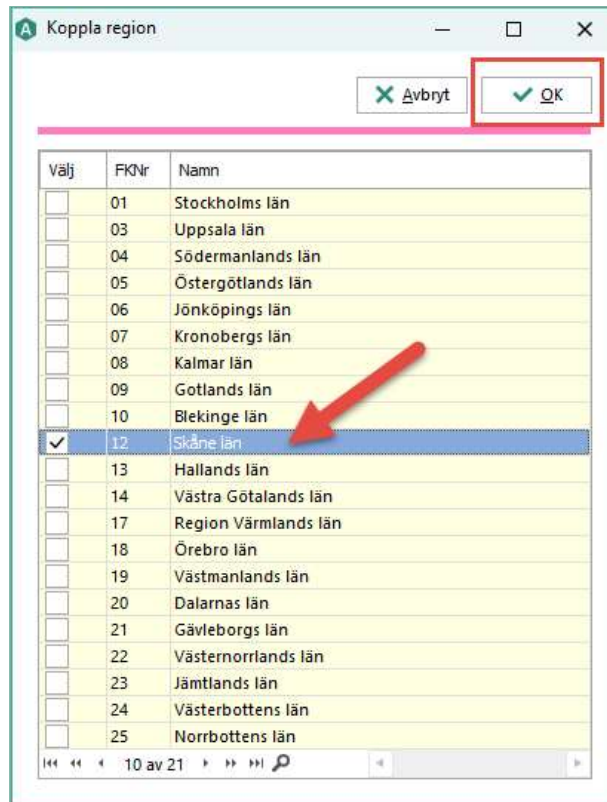 A Koppla region
Avbryt OK
Välj FKNr Namn
01 Stockholms län
03 Uppsala län
04 Södermanlands län
05 Östergötlands län
06 Jönköpings län
07 Kronobergs län
08 Kalmar län
09 Gotlands län
10 Blekinge län
12 Skåne län
13 Hallands län
14 Västra Götalands län
17 Region Värmlands län
18 Örebro län
19 Västmanlands län
20 Dalarnas län
21 Gävleborgs län
22 Västernorrlands län
23 Jämtlands län
24 Västerbottens län
25 Norrbottens län
10 av 21